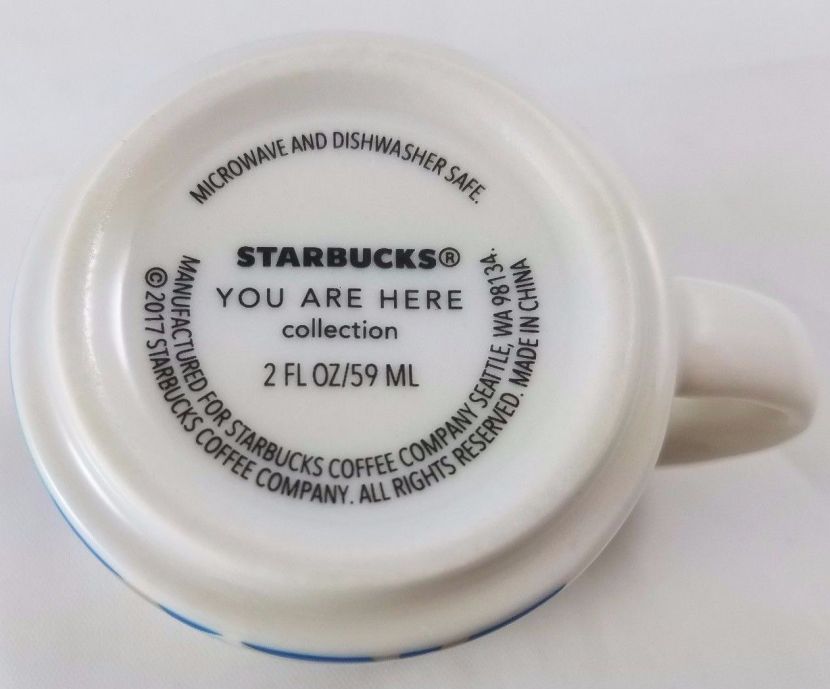 MICROWAVE AND DISHWASHER SAFE.
STARBUCKS®
YOU ARE HERE
collection
2 FL OZ/59 ML
MANUFACTURED FOR STARBUCKS COFFEE COMPANY SEATTLE, WA 98134.
© 2017 STARBUCKS COFFEE COMPANY. ALL RIGHTS RESERVED. MADE IN CHINA